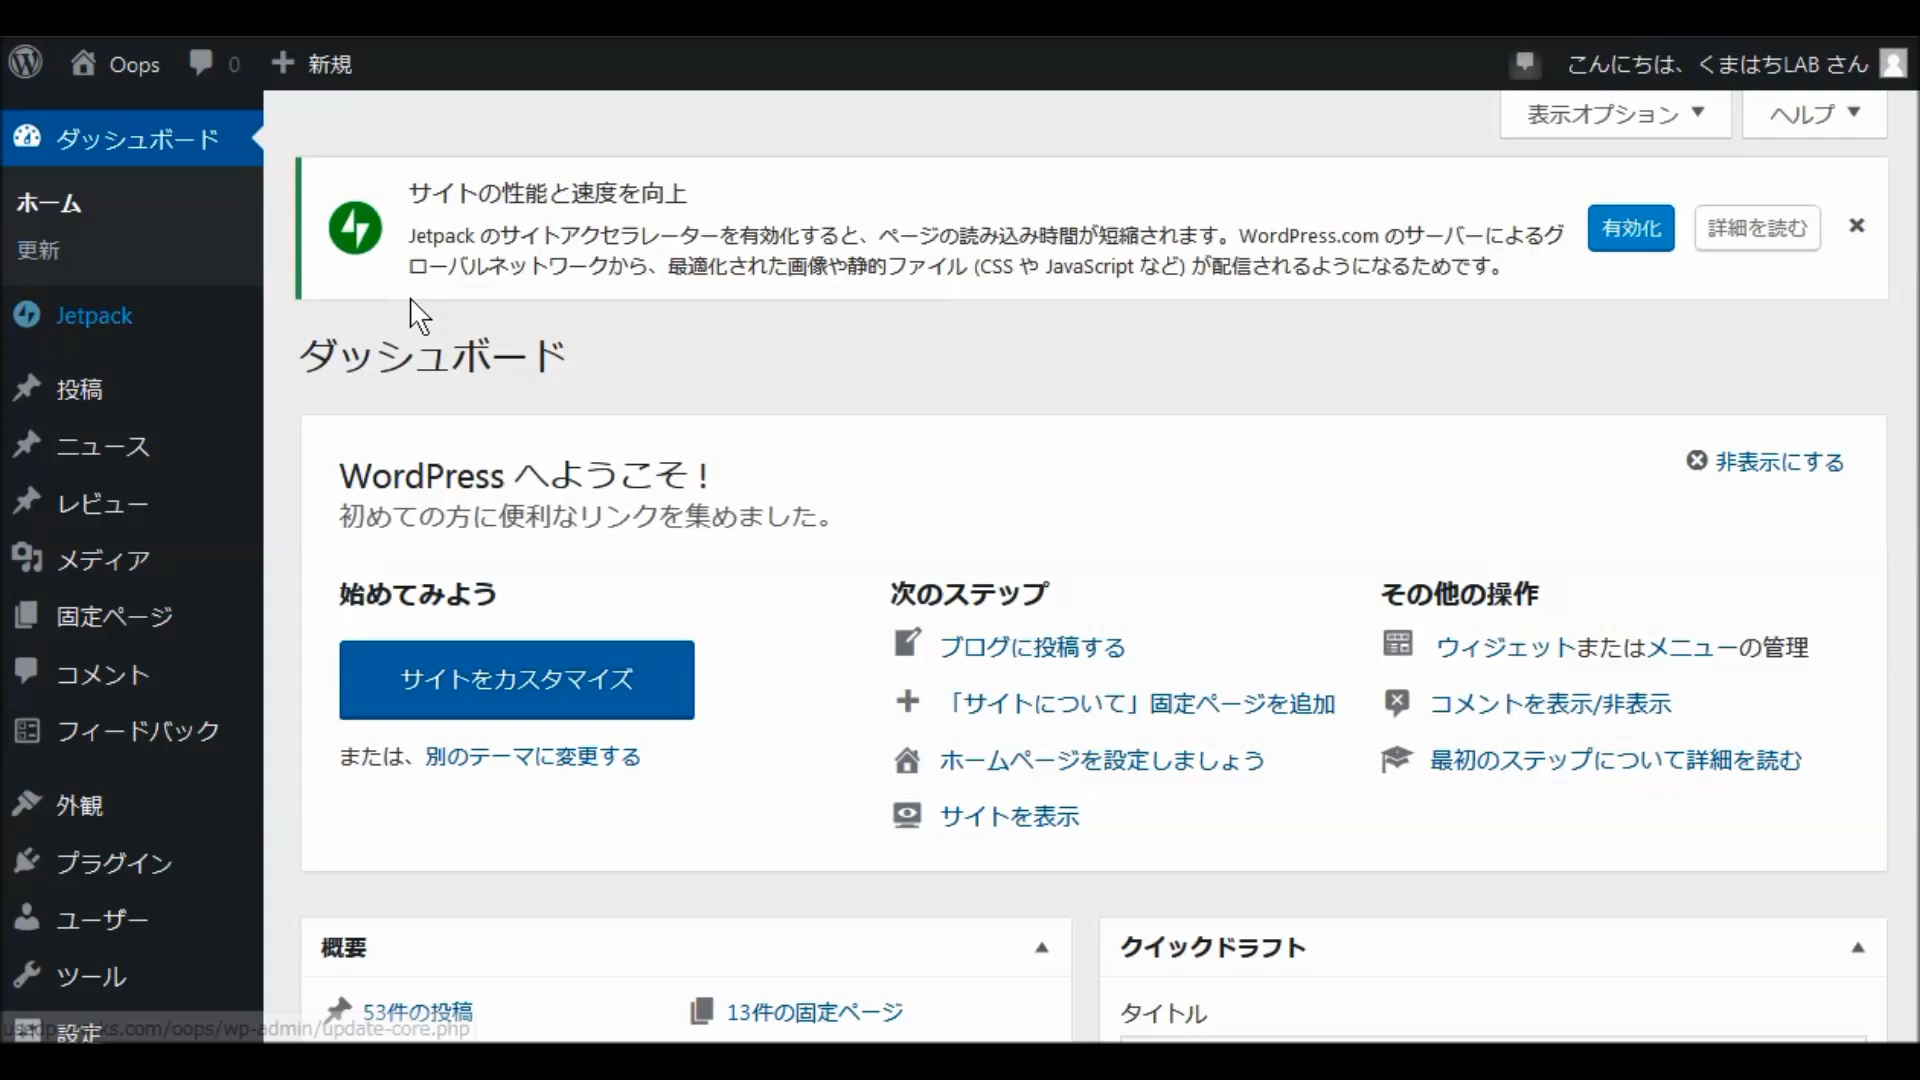 Oops 0 新規 こんにちは、くまはちLAB さん
表示オプション ▼ ヘルプ ▼
ダッシュボード
ホーム
更新
Jetpack
投稿
ニュース
レビュー
メディア
固定ページ
コメント
フィードバック
外観
プラグイン
ユーザー
ツール
設定
サイトの性能と速度を向上
Jetpack のサイトアクセラレーターを有効化すると、ページの読み込み時間が短縮されます。WordPress.com のサーバーによるグ
ローバルネットワークから、最適化された画像や静的ファイル (CSS や JavaScript など) が配信されるようになるためです。
有効化 詳細を読む
ダッシュボード
WordPress へようこそ !
初めての方に便利なリンクを集めました。
非表示にする
始めてみよう
サイトをカスタマイズ
または、別のテーマに変更する
次のステップ
ブログに投稿する
「サイトについて」固定ページを追加
ホームページを設定しましょう
サイトを表示
その他の操作
ウィジェットまたはメニューの管理
コメントを表示/非表示
最初のステップについて詳細を読む
概要
53件の投稿 13件の固定ページ
クイックドラフト
タイトル
/oops/wp-admin/update-core.php